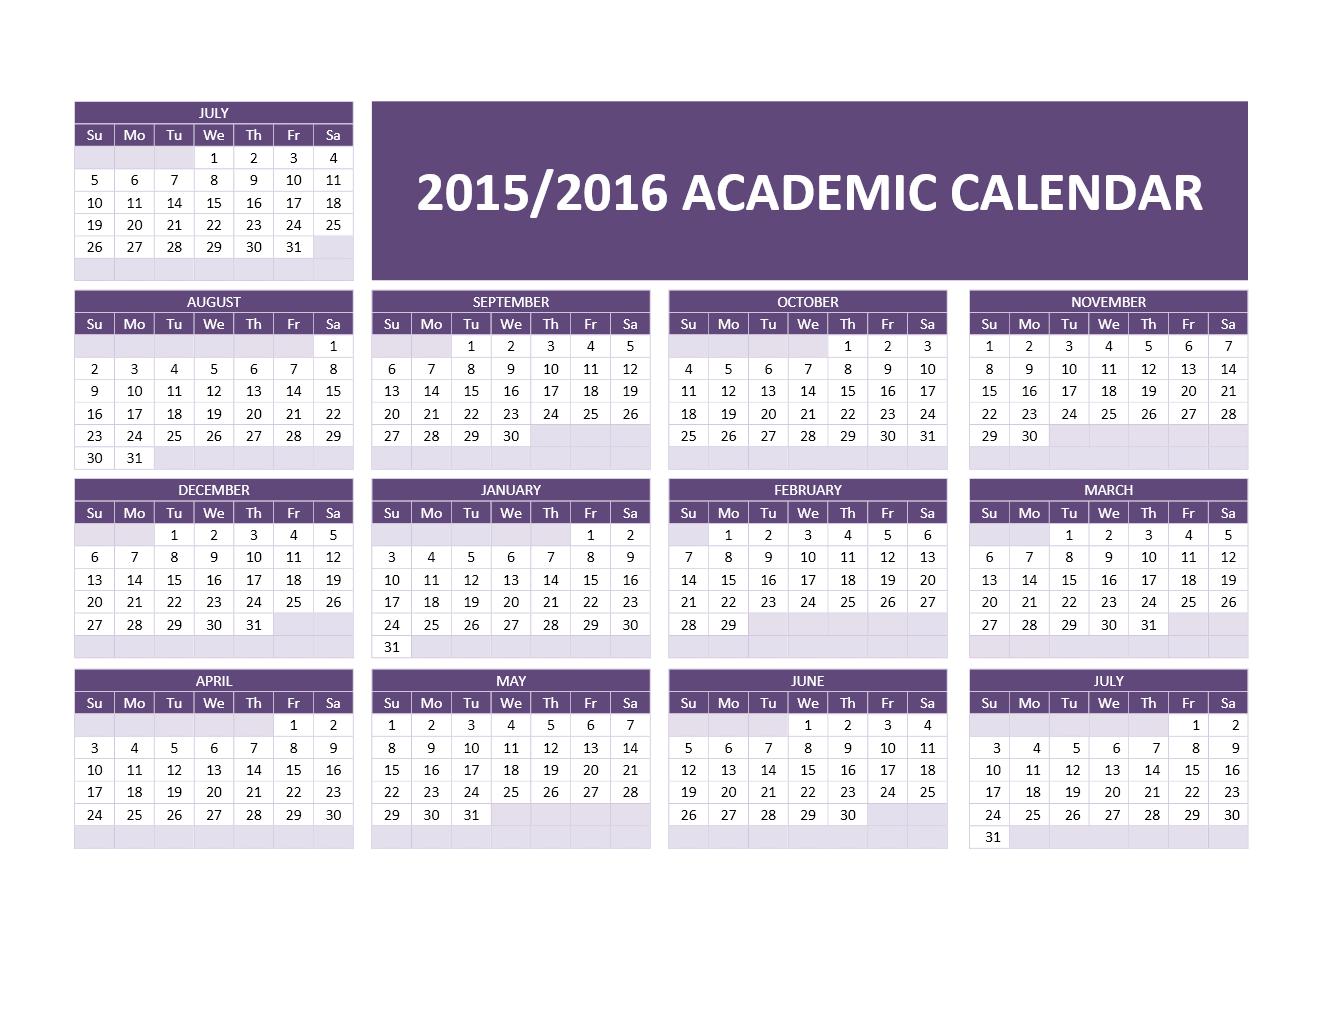 JULY
Su Mo Tu We Th Fr Sa
1 2 3 4
5 6 7 8 9 10 11
10 11 14 15 16 17 18
19 20 21 22 23 24 25
26 27 28 29 30 31
2015/2016 ACADEMIC CALENDAR
AUGUST
Su Mo Tu We Th Fr Sa
1
2 3 4 5 6 7 8
9 10 11 12 13 14 15
16 17 18 19 20 21 22
23 24 25 26 27 28 29
30 31
SEPTEMBER
Su Mo Tu We Th Fr Sa
1 2 3 4 5
6 7 8 9 10 11 12
13 14 15 16 17 18 19
20 21 22 23 24 25 26
27 28 29 30
OCTOBER
Su Mo Tu We Th Fr Sa
1 2 3
4 5 6 7 8 9 10
11 12 13 14 15 16 17
18 19 20 21 22 23 24
25 26 27 28 29 30 31
NOVEMBER
Su Mo Tu We Th Fr Sa
1 2 3 4 5 6 7
8 9 10 11 12 13 14
15 16 17 18 19 20 21
22 23 24 25 26 27 28
29 30
DECEMBER
Su Mo Tu We Th Fr Sa
1 2 3 4 5
6 7 8 9 10 11 12
13 14 15 16 17 18 19
20 21 22 23 24 25 26
27 28 29 30 31
JANUARY
Su Mo Tu We Th Fr Sa
1 2
3 4 5 6 7 8 9
10 11 12 13 14 15 16
17 18 19 20 21 22 23
24 25 26 27 28 29 30
31
FEBRUARY
Su Mo Tu We Th Fr Sa
1 2 3 4 5 6
7 8 9 10 11 12 13
14 15 16 17 18 19 20
21 22 23 24 25 26 27
28 29
MARCH
Su Mo Tu We Th Fr Sa
1 2 3 4 5
6 7 8 9 10 11 12
13 14 15 16 17 18 19
20 21 22 23 24 25 26
27 28 29 30 31
APRIL
Su Mo Tu We Th Fr Sa
1 2
3 4 5 6 7 8 9
10 11 12 13 14 15 16
17 18 19 20 21 22 23
24 25 26 27 28 29 30
MAY
Su Mo Tu We Th Fr Sa
1 2 3 4 5 6 7
8 9 10 11 12 13 14
15 16 17 18 19 20 21
22 23 24 25 26 27 28
29 30 31
JUNE
Su Mo Tu We Th Fr Sa
1 2 3 4
5 6 7 8 9 10 11
12 13 14 15 16 17 18
19 20 21 22 23 24 25
26 27 28 29 30
JULY
Su Mo Tu We Th Fr Sa
1 2
3 4 5 6 7 8 9
10 11 12 13 14 15 16
17 18 19 20 21 22 23
24 25 26 27 28 29 30
31